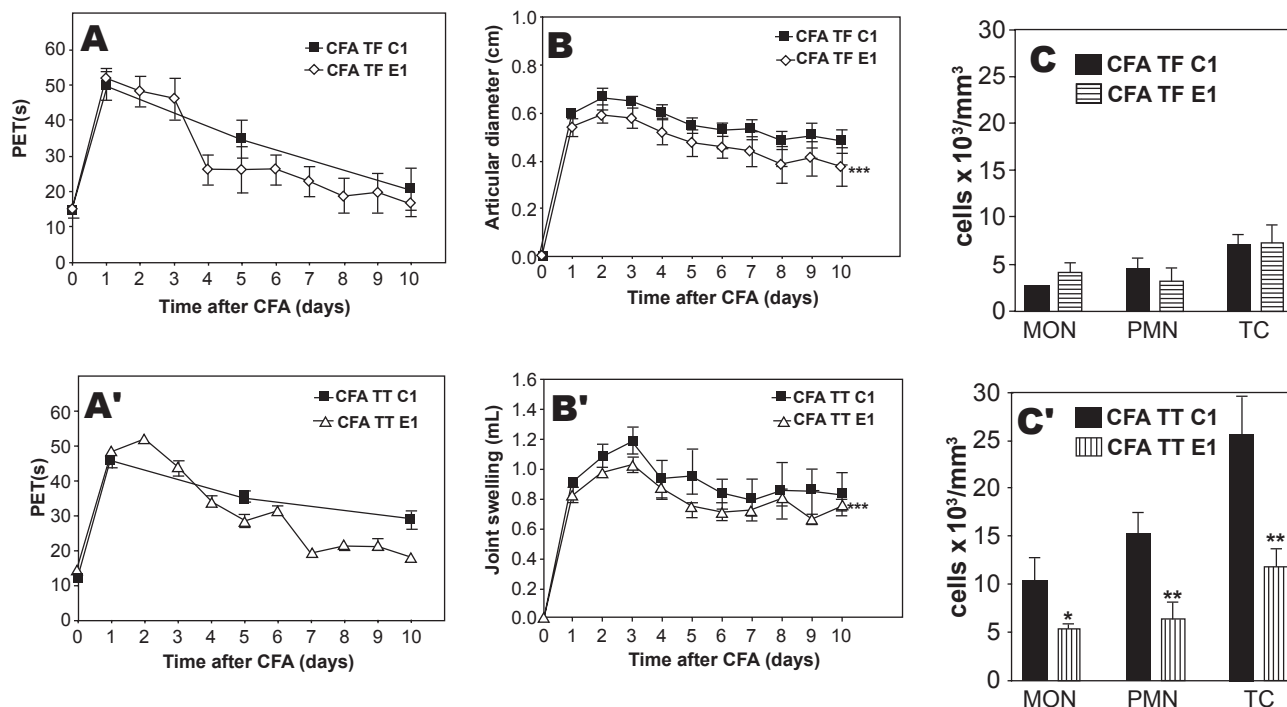 A
CFA TF C1
CFA TF E1
PET(s)
60
50
40
30
20
10
0
0 1 2 3 4 5 6 7 8 9 10
Time after CFA (days)
B
CFA TF C1
CFA TF E1
Articular diameter (cm)
1.0
0.8
0.6
0.4
0.2
0.0
***
0 1 2 3 4 5 6 7 8 9 10
Time after CFA (days)
C
CFA TF C1
CFA TF E1
cells x 10³/mm³
30
25
20
15
10
5
0
MON PMN TC
A'
CFA TT C1
CFA TT E1
PET(s)
60
50
40
30
20
10
0
0 1 2 3 4 5 6 7 8 9 10
Time after CFA (days)
B'
CFA TT C1
CFA TT E1
Joint swelling (mL)
1.6
1.4
1.2
1.0
0.8
0.6
0.4
0.2
0.0
***
0 1 2 3 4 5 6 7 8 9 10
Time after CFA (days)
C'
CFA TT C1
CFA TT E1
cells x 10³/mm³
30
25
20
15
10
5
0
* ** **
MON PMN TC